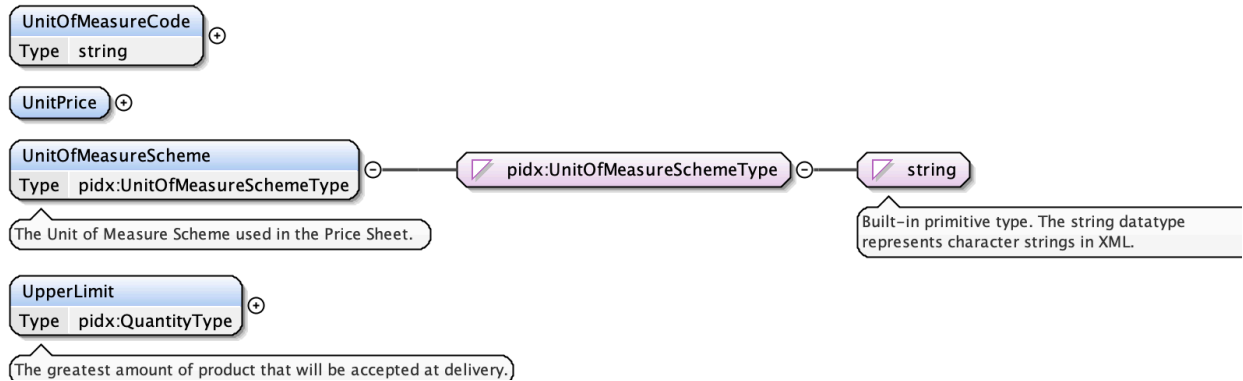 UnitOfMeasureCode
Type string
UnitPrice
UnitOfMeasureScheme
Type pidx:UnitOfMeasureSchemeType
pidx:UnitOfMeasureSchemeType
string
The Unit of Measure Scheme used in the Price Sheet.
Built-in primitive type. The string datatype
represents character strings in XML.
UpperLimit
Type pidx:QuantityType
The greatest amount of product that will be accepted at delivery.